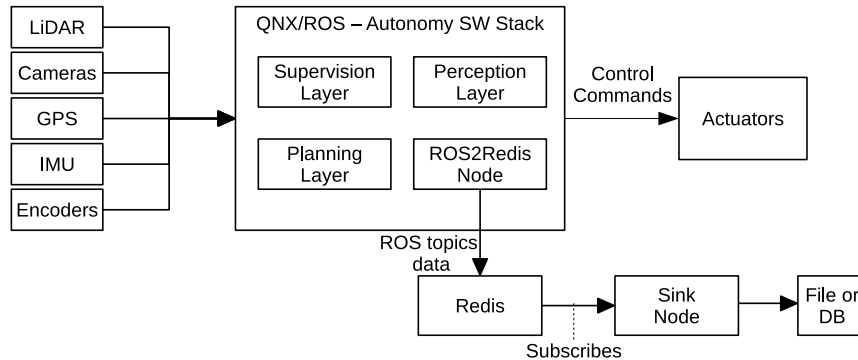 LiDAR
Cameras
GPS
IMU
Encoders
QNX/ROS – Autonomy SW Stack
Supervision
Layer
Perception
Layer
Planning
Layer
ROS2Redis
Node
Control
Commands
Actuators
ROS topics
data
Redis
Subscribes
Sink
Node
File or
DB